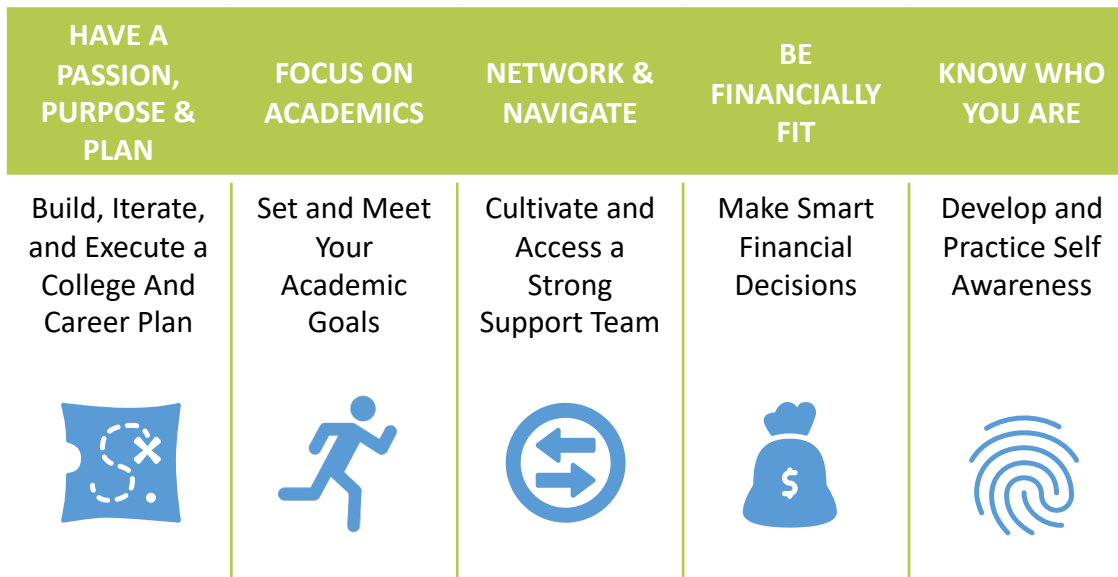 HAVE A
PASSION,
PURPOSE &
PLAN
FOCUS ON
ACADEMICS
NETWORK &
NAVIGATE
BE
FINANCIALLY
FIT
KNOW WHO
YOU ARE
Build, Iterate,
and Execute a
College And
Career Plan
Set and Meet
Your
Academic
Goals
Cultivate and
Access a
Strong
Support Team
Make Smart
Financial
Decisions
Develop and
Practice Self
Awareness
$